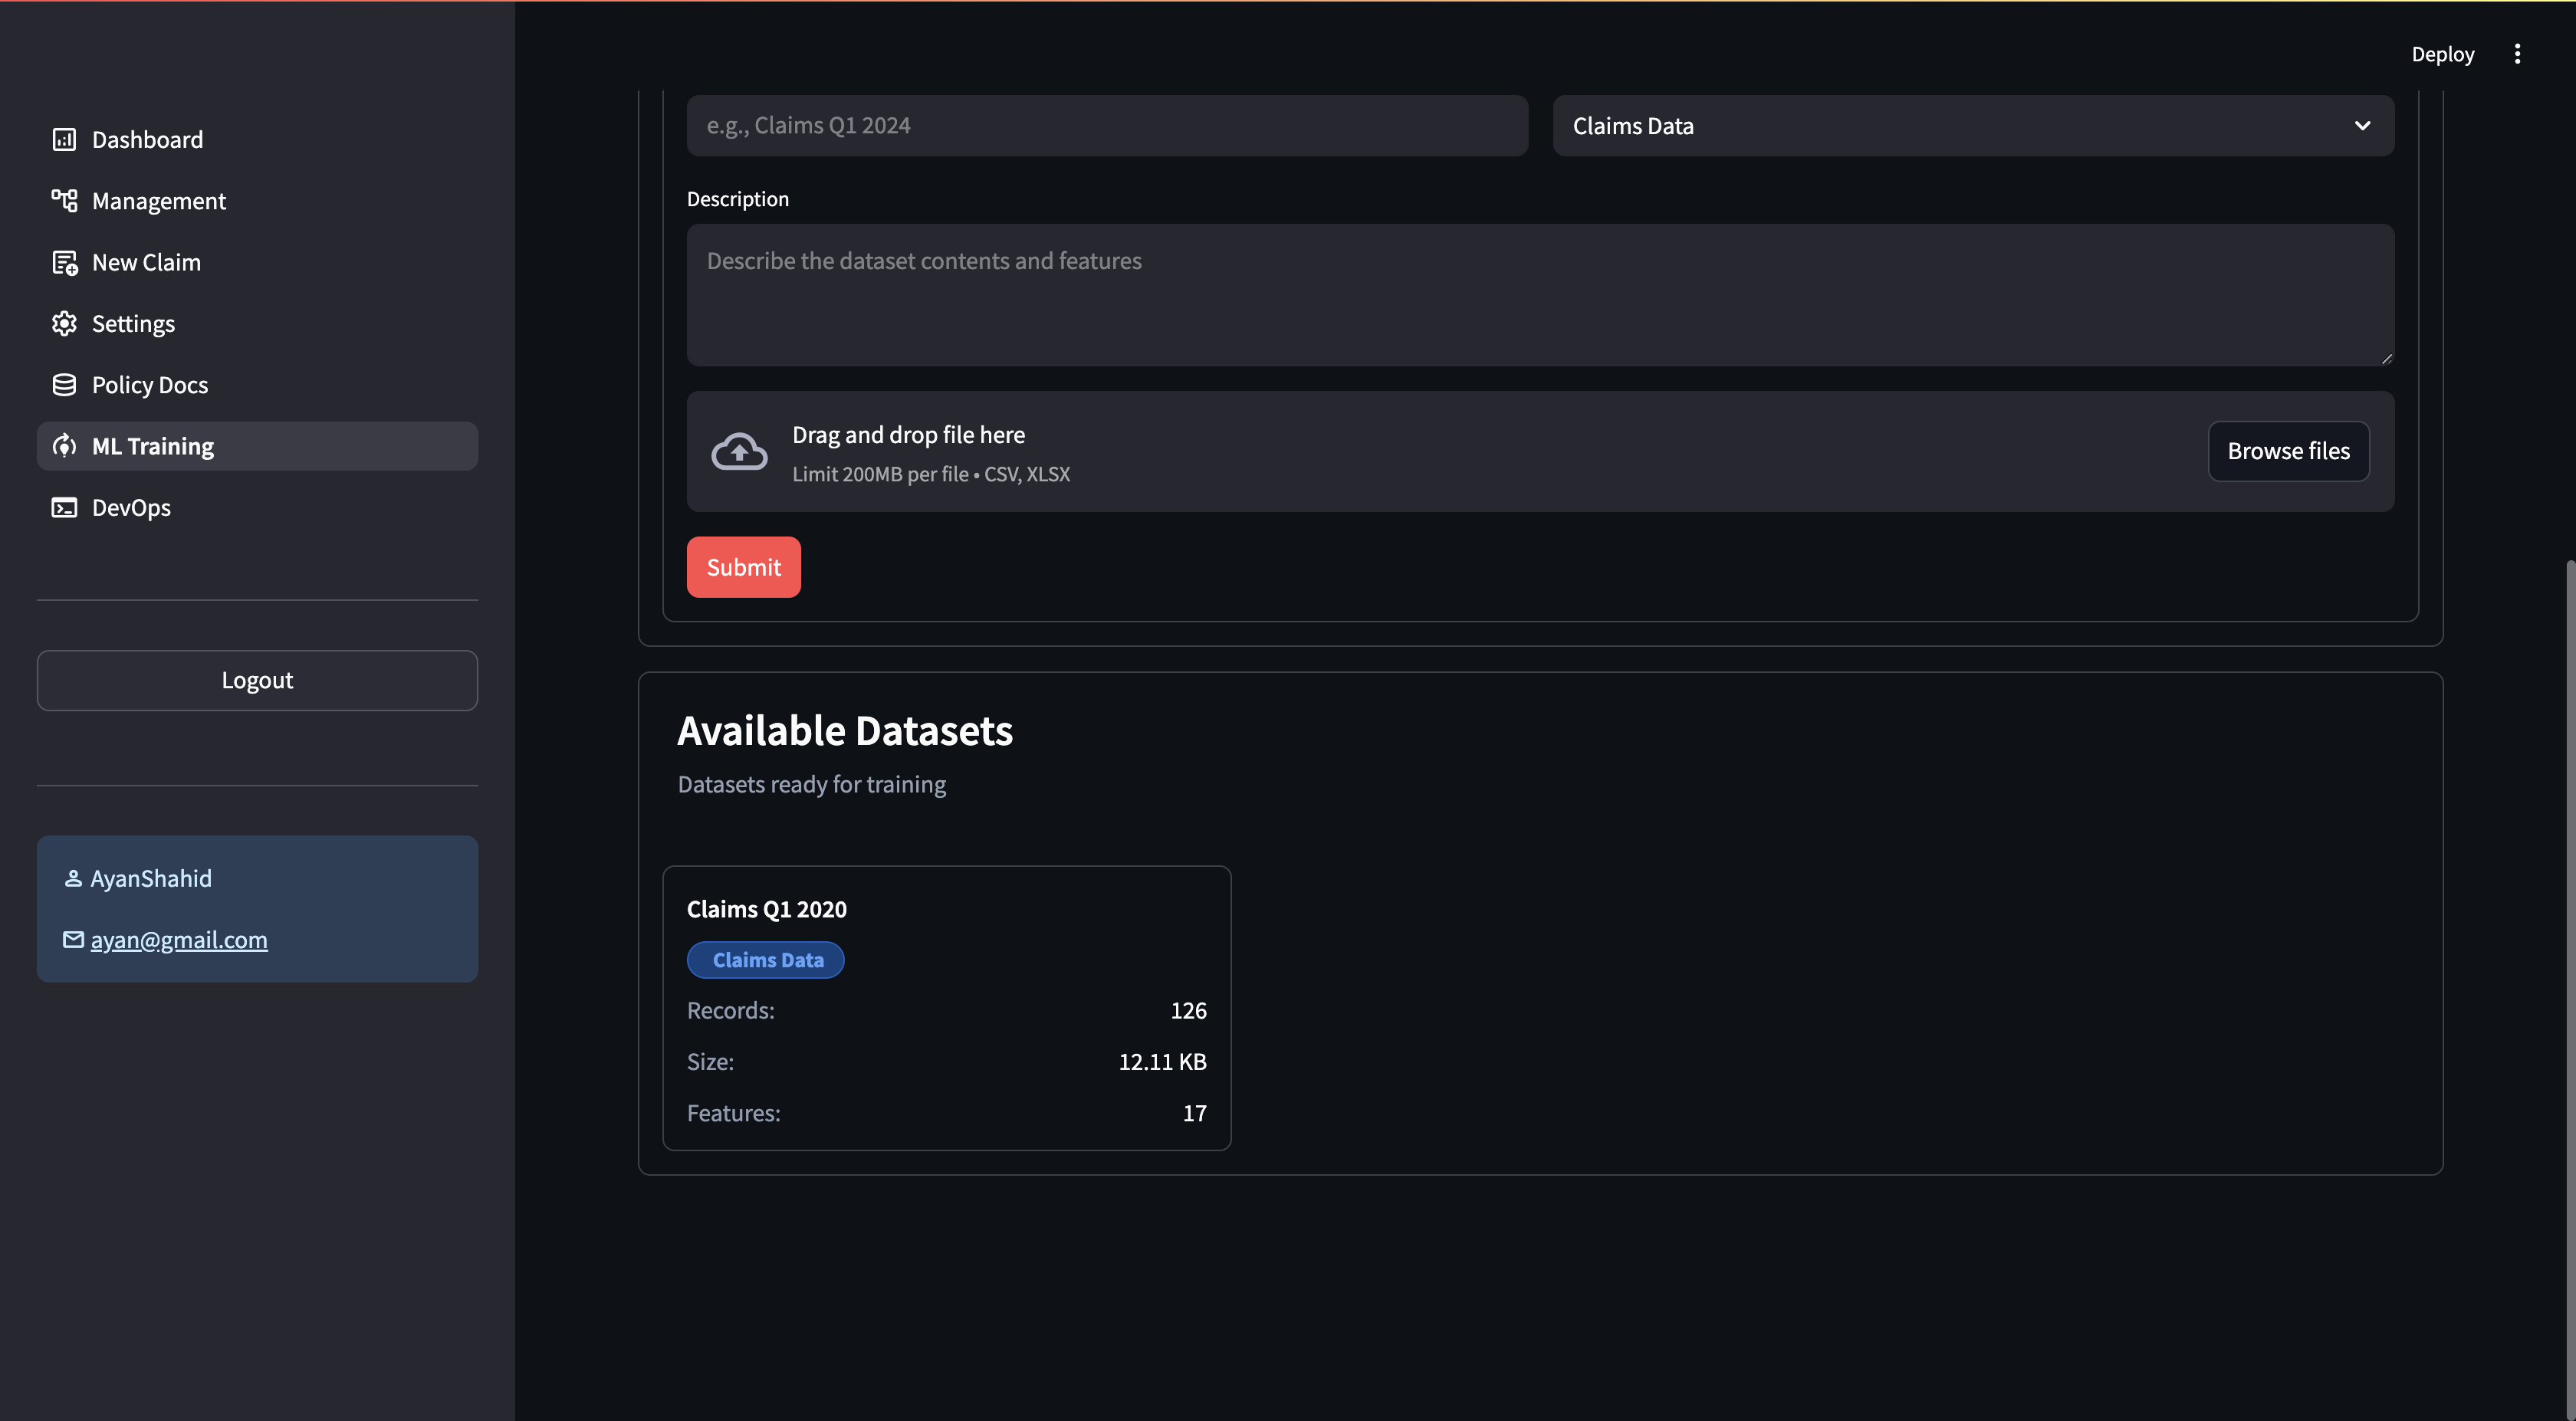 Deploy
Dashboard
Management
New Claim
Settings
Policy Docs
ML Training
DevOps
Logout
AyanShahid
ayan@gmail.com
e.g., Claims Q1 2024
Claims Data
Description
Describe the dataset contents and features
Drag and drop file here
Limit 200MB per file • CSV, XLSX
Browse files
Submit
Available Datasets
Datasets ready for training
Claims Q1 2020
Claims Data
Records: 126
Size: 12.11 KB
Features: 17